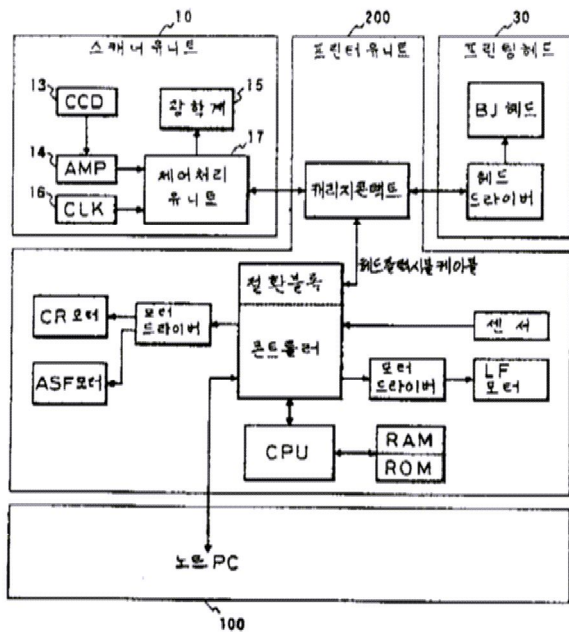 10
200
30
스캐너 유니트
프린터 유니트
프린팅헤드
13
CCD
15
광학계
BJ 헤드
14
AMP
17
제어처리
유니트
16
CLK
캐리지콘택트
헤드
드라이버
헤드플렉시블케이블
절환블록
콘트롤러
CR모터
모터
드라이버
센서
ASF모터
모터
드라이버
LF
모터
CPU
RAM
ROM
노트 PC
100